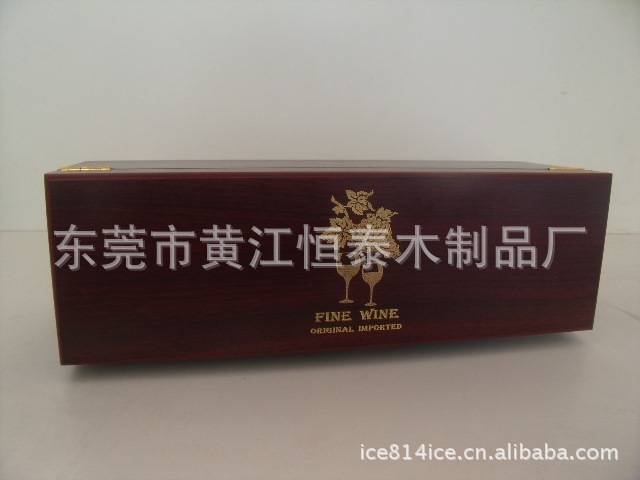 东莞市黄江恒泰木制品厂
FINE WINE
ORIGINAL IMPORTED
ice814ice.cn.alibaba.com